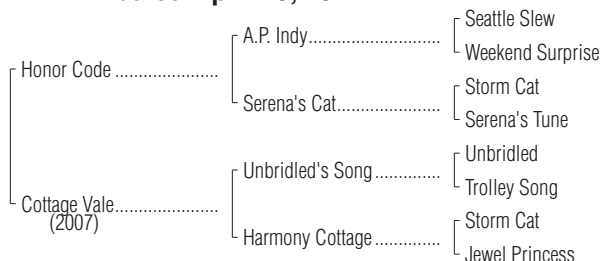 Seattle Slew
A.P. Indy
Weekend Surprise
Honor Code
Storm Cat
Serena's Cat
Serena's Tune
Unbridled
Unbridled's Song
Trolley Song
Cottage Vale
(2007)
Storm Cat
Harmony Cottage
Jewel Princess